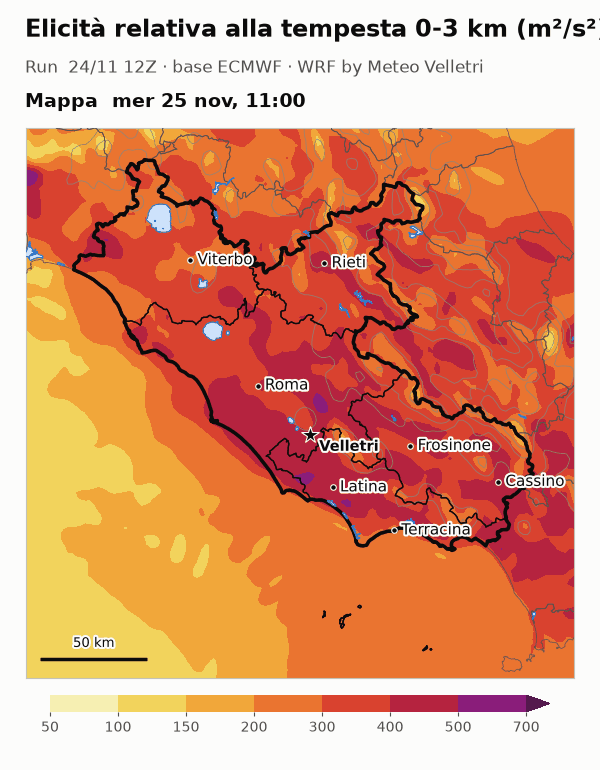 Elicità relativa alla tempesta 0-3 km (m²/s²)
Run  24/11 12Z · base ECMWF · WRF by Meteo Velletri
Mappa  mer 25 nov, 11:00
Viterbo
Rieti
Roma
Velletri
Frosinone
Latina
Cassino
Terracina
50 km
50 100 150 200 300 400 500 700